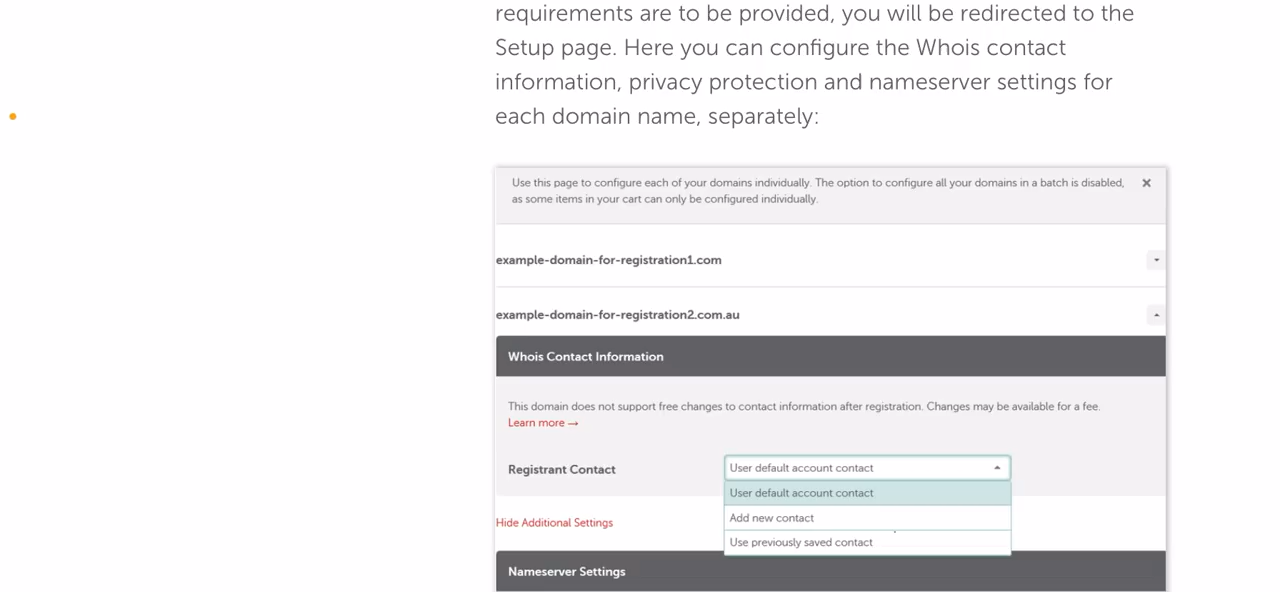 requirements are to be provided, you will be redirected to the
Setup page. Here you can configure the Whois contact
information, privacy protection and nameserver settings for
each domain name, separately:
Use this page to configure each of your domains individually. The option to configure all your domains in a batch is disabled,
as some items in your cart can only be configured individually.
example-domain-for-registration1.com
example-domain-for-registration2.com.au
Whois Contact Information
This domain does not support free changes to contact information after registration. Changes may be available for a fee.
Learn more →
Registrant Contact
User default account contact
User default account contact
Add new contact
Use previously saved contact
Hide Additional Settings
Nameserver Settings